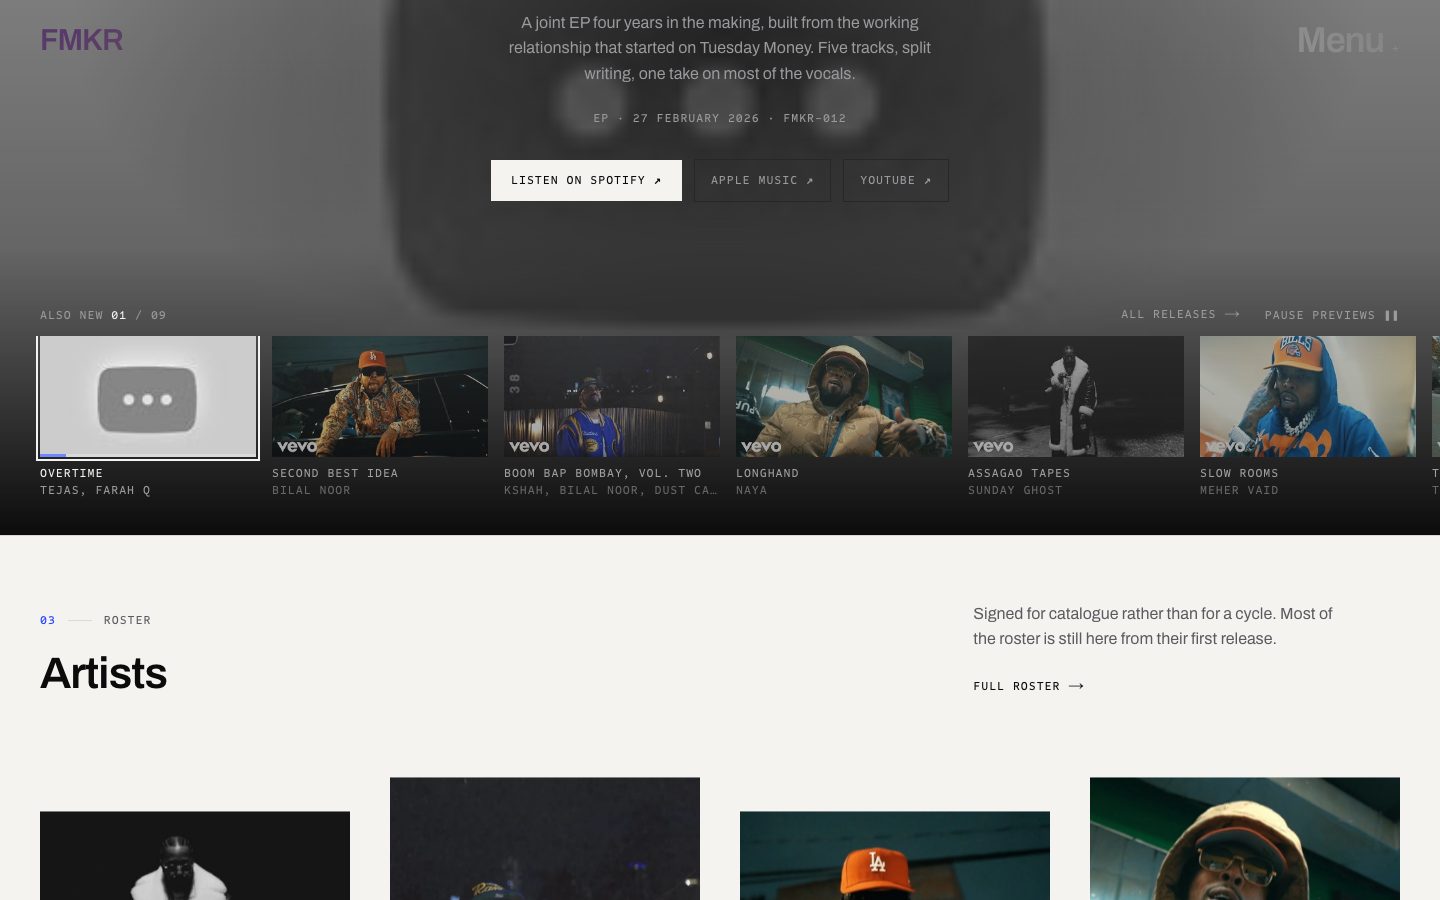 A joint EP four years in the making, built from the working
FMKR
Menu
relationship that started on Tuesday Money. Five tracks, split
writing, one take on most of the vocals.
EP · 27 FEBRUARY 2026 · FMKR-012
LISTEN ON SPOTIFY ↗
APPLE MUSIC ↗
YOUTUBE ↗
ALSO NEW 01 / 09
ALL RELEASES →
PAUSE PREVIEWS
38
BILLS
vevo
vevo
vevo
vevo
vevo
OVERTIME
TEJAS, FARAH Q
SECOND BEST IDEA
BILAL NOOR
BOOM BAP BOMBAY, VOL. TWO
KSHAH, BILAL NOOR, DUST CA…
LONGHAND
NAYA
ASSAGAO TAPES
SUNDAY GHOST
SLOW ROOMS
MEHER VAID
03 — ROSTER
Artists
Signed for catalogue rather than for a cycle. Most of
the roster is still here from their first release.
FULL ROSTER →
LA